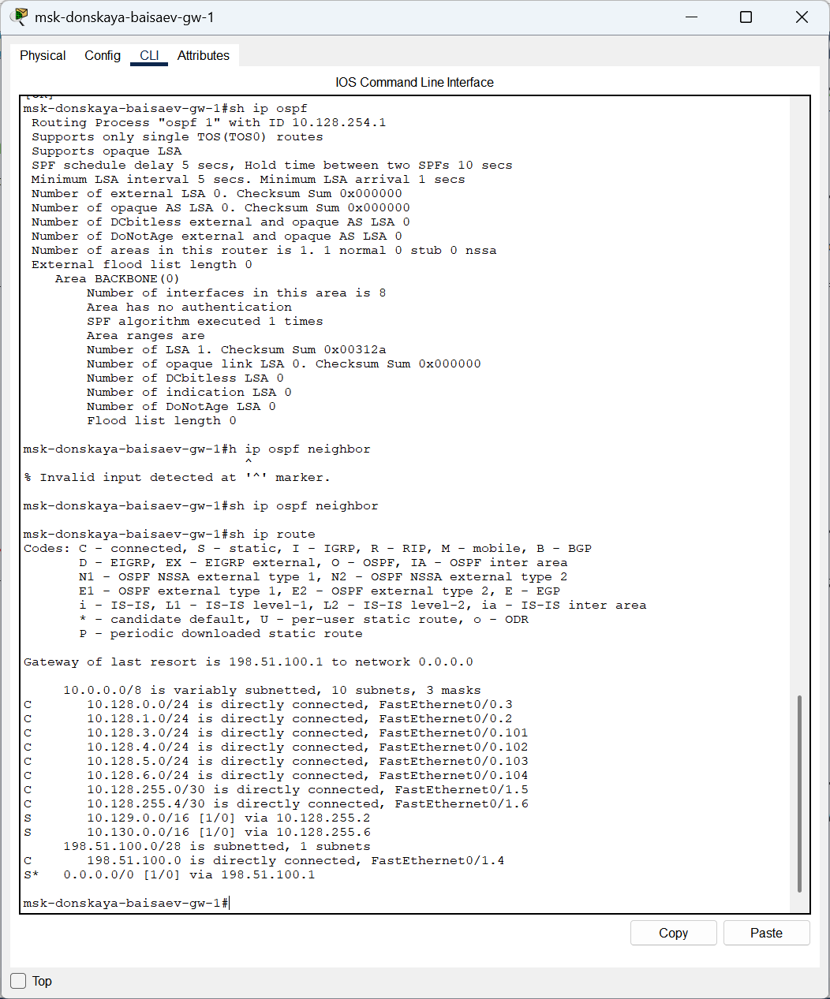 msk-donskaya-baisaev-gw-1
Physical Config CLI Attributes
IOS Command Line Interface
[OK]
msk-donskaya-baisaev-gw-1#sh ip ospf
Routing Process "ospf 1" with ID 10.128.254.1
Supports only single TOS(TOS0) routes
Supports opaque LSA
SPF schedule delay 5 secs, Hold time between two SPFs 10 secs
Minimum LSA interval 5 secs. Minimum LSA arrival 1 secs
Number of external LSA 0. Checksum Sum 0x000000
Number of opaque AS LSA 0. Checksum Sum 0x000000
Number of DCbitless external and opaque AS LSA 0
Number of DoNotAge external and opaque AS LSA 0
Number of areas in this router is 1. 1 normal 0 stub 0 nssa
External flood list length 0
Area BACKBONE(0)
Number of interfaces in this area is 8
Area has no authentication
SPF algorithm executed 1 times
Area ranges are
Number of LSA 1. Checksum Sum 0x00312a
Number of opaque link LSA 0. Checksum Sum 0x000000
Number of DCbitless LSA 0
Number of indication LSA 0
Number of DoNotAge LSA 0
Flood list length 0
msk-donskaya-baisaev-gw-1#h ip ospf neighbor
^
% Invalid input detected at '^' marker.
msk-donskaya-baisaev-gw-1#sh ip ospf neighbor
msk-donskaya-baisaev-gw-1#sh ip route
Codes: C - connected, S - static, I - IGRP, R - RIP, M - mobile, B - BGP
D - EIGRP, EX - EIGRP external, O - OSPF, IA - OSPF inter area
N1 - OSPF NSSA external type 1, N2 - OSPF NSSA external type 2
E1 - OSPF external type 1, E2 - OSPF external type 2, E - EGP
i - IS-IS, L1 - IS-IS level-1, L2 - IS-IS level-2, ia - IS-IS inter area
* - candidate default, U - per-user static route, o - ODR
P - periodic downloaded static route
Gateway of last resort is 198.51.100.1 to network 0.0.0.0
10.0.0.0/8 is variably subnetted, 10 subnets, 3 masks
C 10.128.0.0/24 is directly connected, FastEthernet0/0.3
C 10.128.1.0/24 is directly connected, FastEthernet0/0.2
C 10.128.3.0/24 is directly connected, FastEthernet0/0.101
C 10.128.4.0/24 is directly connected, FastEthernet0/0.102
C 10.128.5.0/24 is directly connected, FastEthernet0/0.103
C 10.128.6.0/24 is directly connected, FastEthernet0/0.104
C 10.128.255.0/30 is directly connected, FastEthernet0/1.5
C 10.128.255.4/30 is directly connected, FastEthernet0/1.6
S 10.129.0.0/16 [1/0] via 10.128.255.2
S 10.130.0.0/16 [1/0] via 10.128.255.6
198.51.100.0/28 is subnetted, 1 subnets
C 198.51.100.0 is directly connected, FastEthernet0/1.4
S* 0.0.0.0/0 [1/0] via 198.51.100.1
msk-donskaya-baisaev-gw-1#
Copy Paste
Top